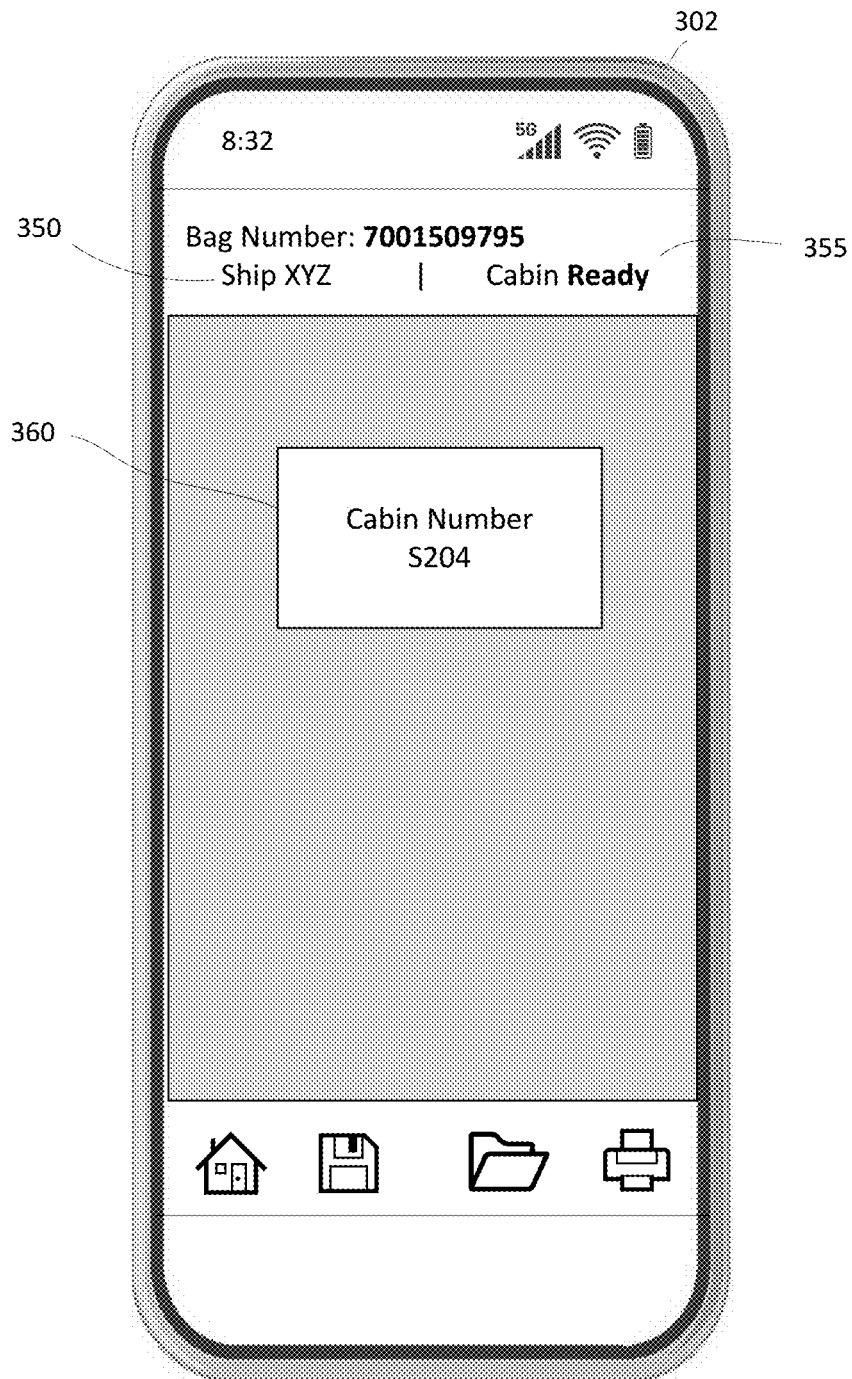 302
8:32
5G
350
Bag Number: 7001509795
355
Ship XYZ | Cabin Ready
360
Cabin Number
S204